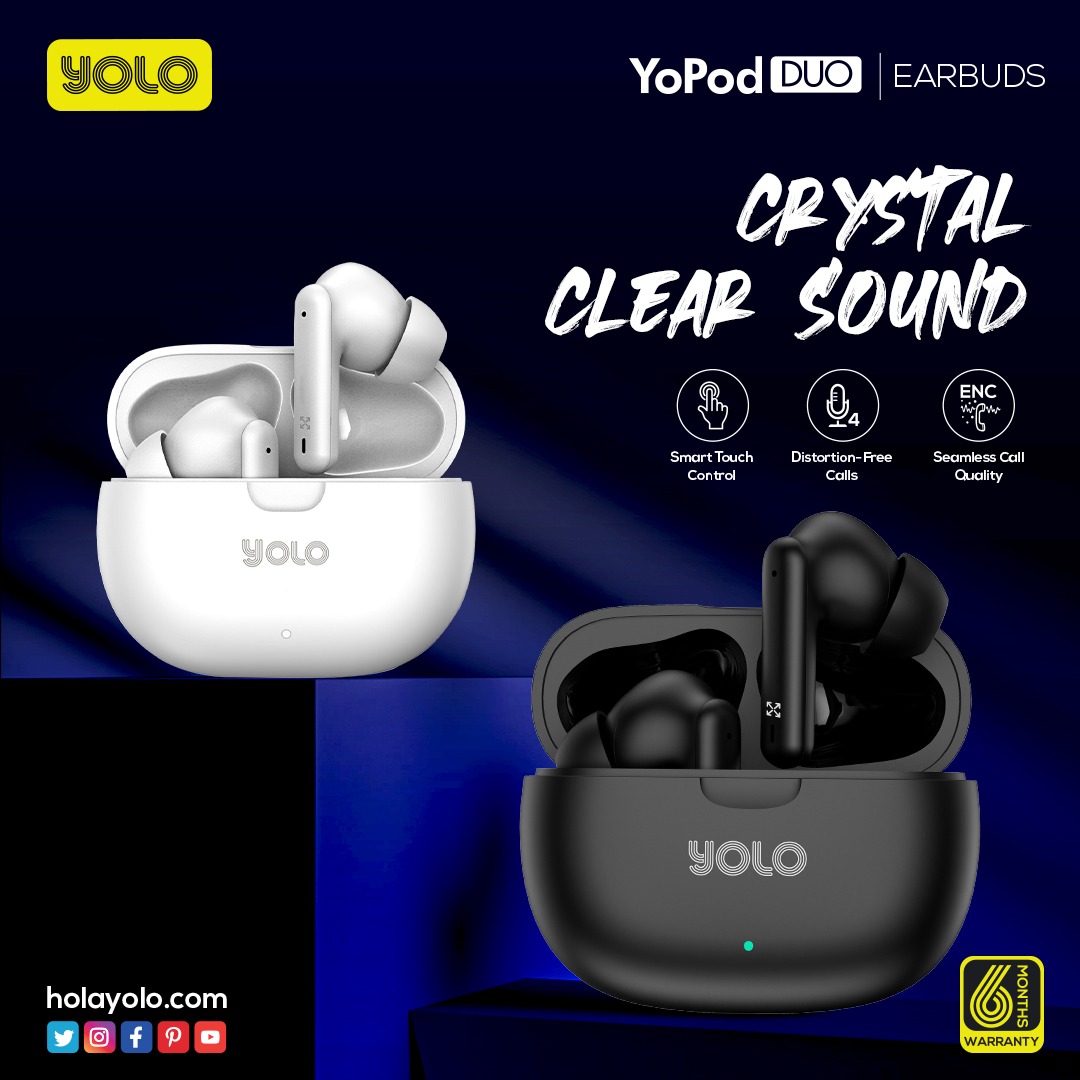 YOLO
YoPod DUO | EARBUDS
CRYSTAL
CLEAR SOUND
4
ENC
Smart Touch
Control
Distortion-Free
Calls
Seamless Call
Quality
YOLO
YOLO
holayolo.com
6 MONTHS
WARRANTY